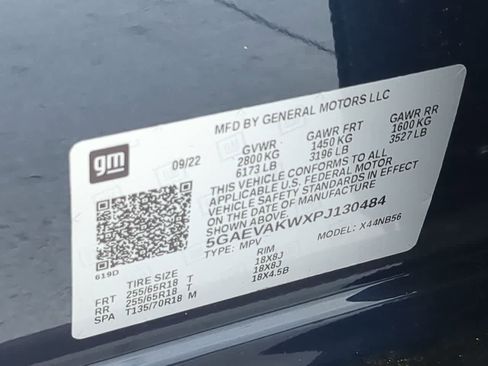 MFD BY GENERAL MOTORS LLC
gm
09/22
GVWR GAWR FRT GAWR RR
2800 KG 1450 KG 1600 KG
6173 LB 3196 LB 3527 LB
THIS VEHICLE CONFORMS TO ALL
APPLICABLE U.S. FEDERAL MOTOR
VEHICLE SAFETY STANDARDS IN EFFECT
ON THE DATE OF MANUFACTURE
SHOWN ABOVE.
5GAEVAKWXPJ130484
TYPE: MPV MODEL: X44NB56
619D
TIRE SIZE RIM
FRT 255/65R18 T 18X8J
RR 255/65R18 T 18X8J
SPA T135/70R18 M 18X4.5B